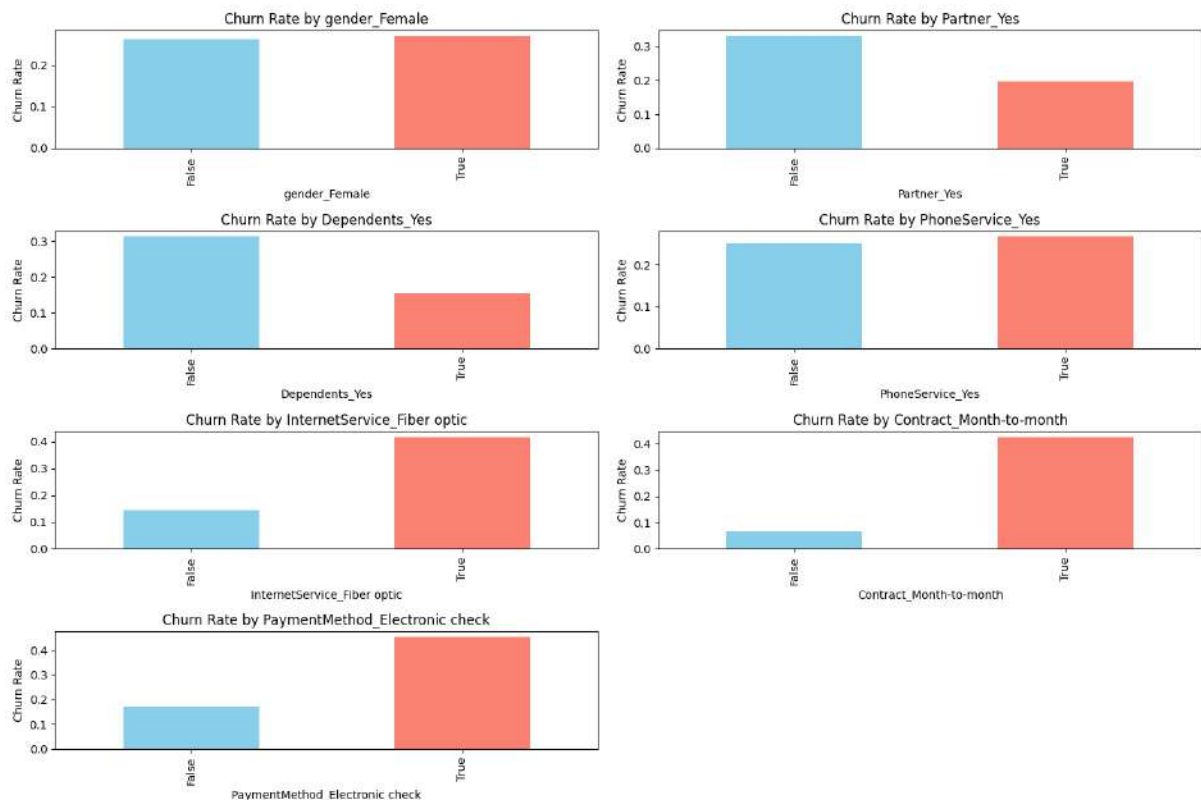 Churn Rate by gender_Female
Churn Rate
0.2
0.1
0.0
False
True
gender_Female
Churn Rate by Partner_Yes
Churn Rate
0.3
0.2
0.1
0.0
False
True
Partner_Yes
Churn Rate by Dependents_Yes
Churn Rate
0.3
0.2
0.1
0.0
False
True
Dependents_Yes
Churn Rate by PhoneService_Yes
Churn Rate
0.2
0.1
0.0
False
True
PhoneService_Yes
Churn Rate by InternetService_Fiber optic
Churn Rate
0.4
0.3
0.2
0.1
0.0
False
True
InternetService_Fiber optic
Churn Rate by Contract_Month-to-month
Churn Rate
0.4
0.3
0.2
0.1
0.0
False
True
Contract_Month-to-month
Churn Rate by PaymentMethod_Electronic check
Churn Rate
0.4
0.3
0.2
0.1
0.0
False
True
PaymentMethod_Electronic check